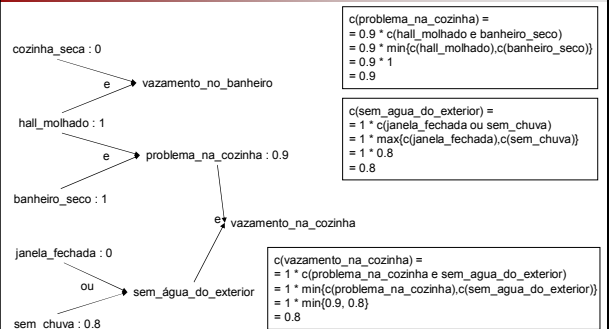 cozinha_seca : 0
e
vazamento_no_banheiro
hall_molhado : 1
e
problema_na_cozinha : 0.9
banheiro_seco : 1
e
vazamento_na_cozinha
janela_fechada : 0
ou
sem_água_do_exterior
sem_chuva : 0.8
c(problema_na_cozinha) =
= 0.9 * c(hall_molhado e banheiro_seco)
= 0.9 * min{c(hall_molhado),c(banheiro_seco)}
= 0.9 * 1
= 0.9
c(sem_agua_do_exterior) =
= 1 * c(janela_fechada ou sem_chuva)
= 1 * max{c(janela_fechada),c(sem_chuva)}
= 1 * 0.8
= 0.8
c(vazamento_na_cozinha) =
= 1 * c(problema_na_cozinha e sem_agua_do_exterior)
= 1 * min{c(problema_na_cozinha),c(sem_agua_do_exterior)}
= 1 * min{0.9, 0.8}
= 0.8